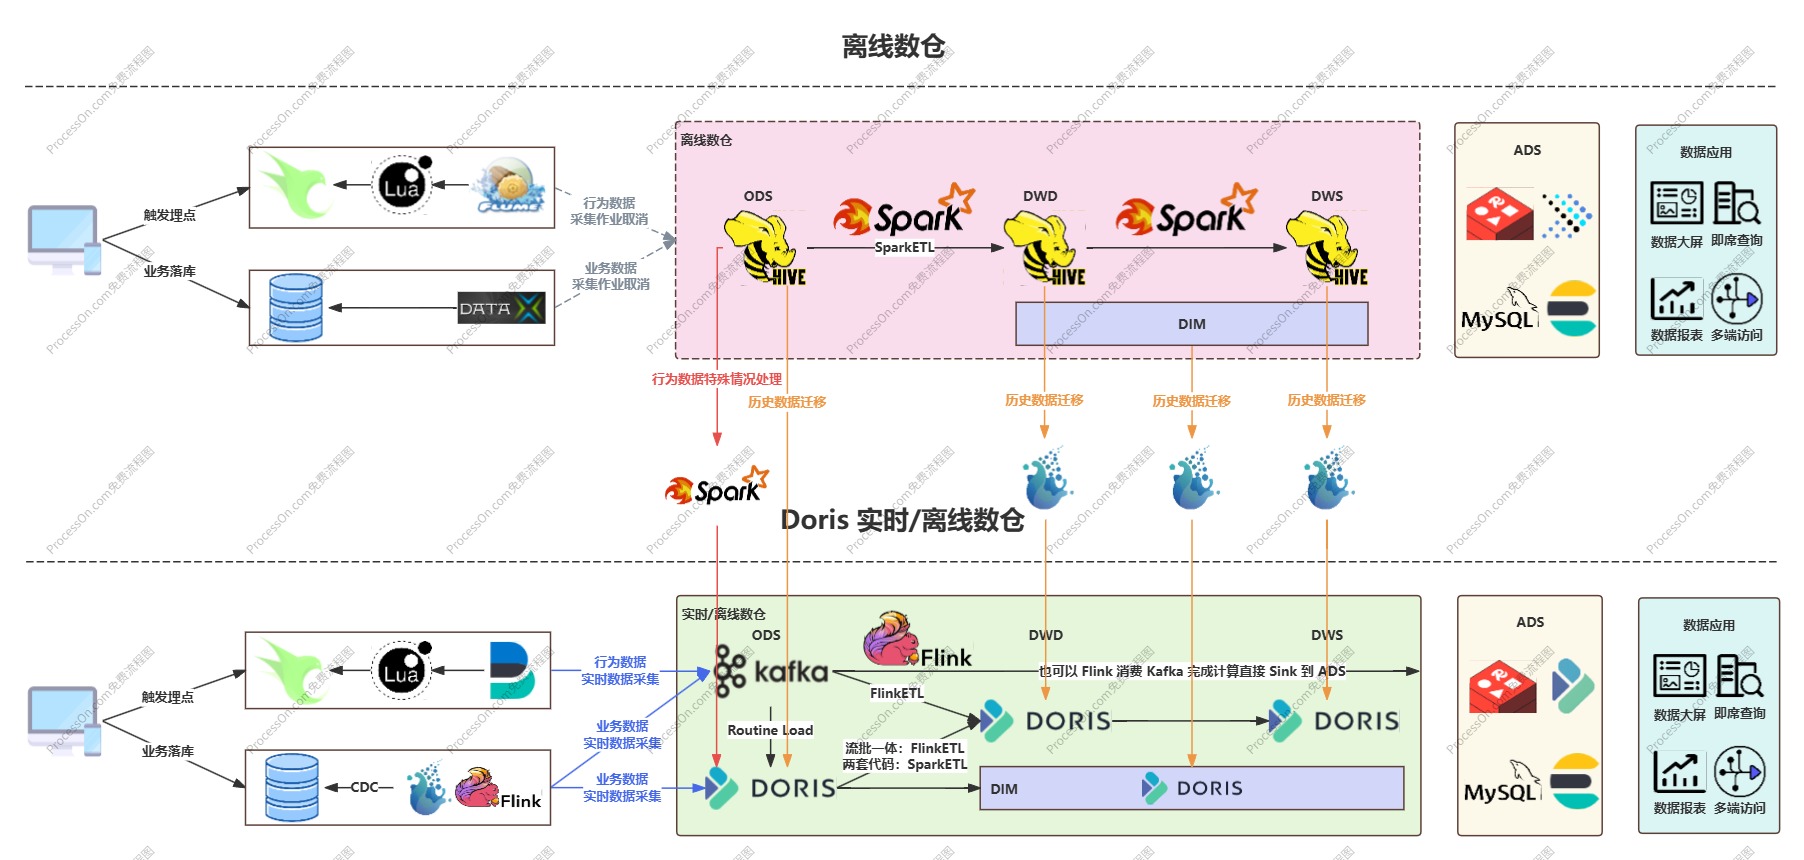 离线数仓
离线数仓
ODS
Spark
SparkETL
HIVE
DWD
HIVE
Spark
DWS
HIVE
DIM
触发埋点
业务落库
Lua
FLUME
DATA X
行为数据
采集作业取消
业务数据
采集作业取消
ADS
MySQL
数据应用
数据大屏
即席查询
数据报表
多端访问
行为数据特殊情况处理
历史数据迁移
历史数据迁移
历史数据迁移
历史数据迁移
Spark
Doris 实时/离线数仓
触发埋点
业务落库
Lua
CDC
Flink
行为数据
实时数据采集
业务数据
实时数据采集
业务数据
实时数据采集
实时/离线数仓
ODS
kafka
Flink
DWD
DWS
也可以 Flink 消费 Kafka 完成计算直接 Sink 到 ADS
FlinkETL
Routine Load
DORIS
DORIS
DORIS
流批一体：FlinkETL
两套代码：SparkETL
DIM
DORIS
ADS
MySQL
数据应用
数据大屏
即席查询
数据报表
多端访问
ProcessOn.com免费流程图